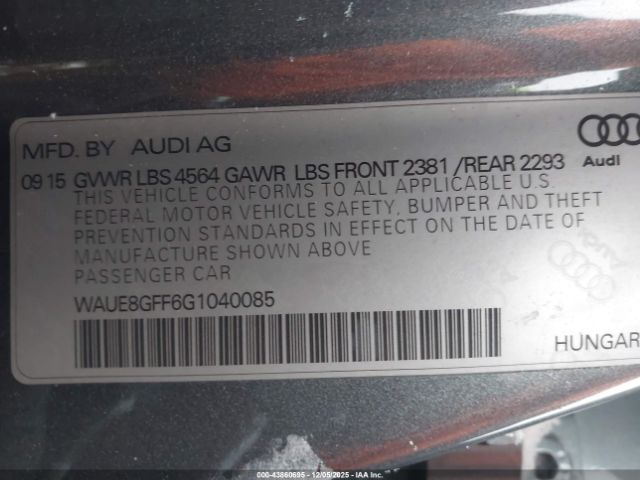 MFD. BY AUDI AG
09 15 GVWR LBS 4564 GAWR LBS FRONT 2381 /REAR 2293
Audi
THIS VEHICLE CONFORMS TO ALL APPLICABLE U.S.
FEDERAL MOTOR VEHICLE SAFETY, BUMPER AND THEFT
PREVENTION STANDARDS IN EFFECT ON THE DATE OF
MANUFACTURE SHOWN ABOVE
PASSENGER CAR
WAUE8GFF6G1040085
HUNGAR
000-43860695 - 12/05/2025 - IAAI.com